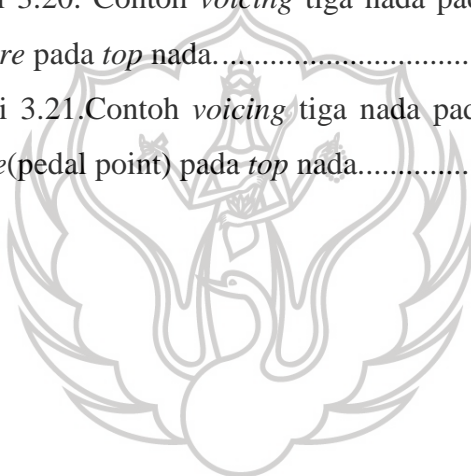 i 3.20. Contoh voicing tiga nada pad
re pada top nada.................................
i 3.21.Contoh voicing tiga nada pad
e(pedal point) pada top nada...............